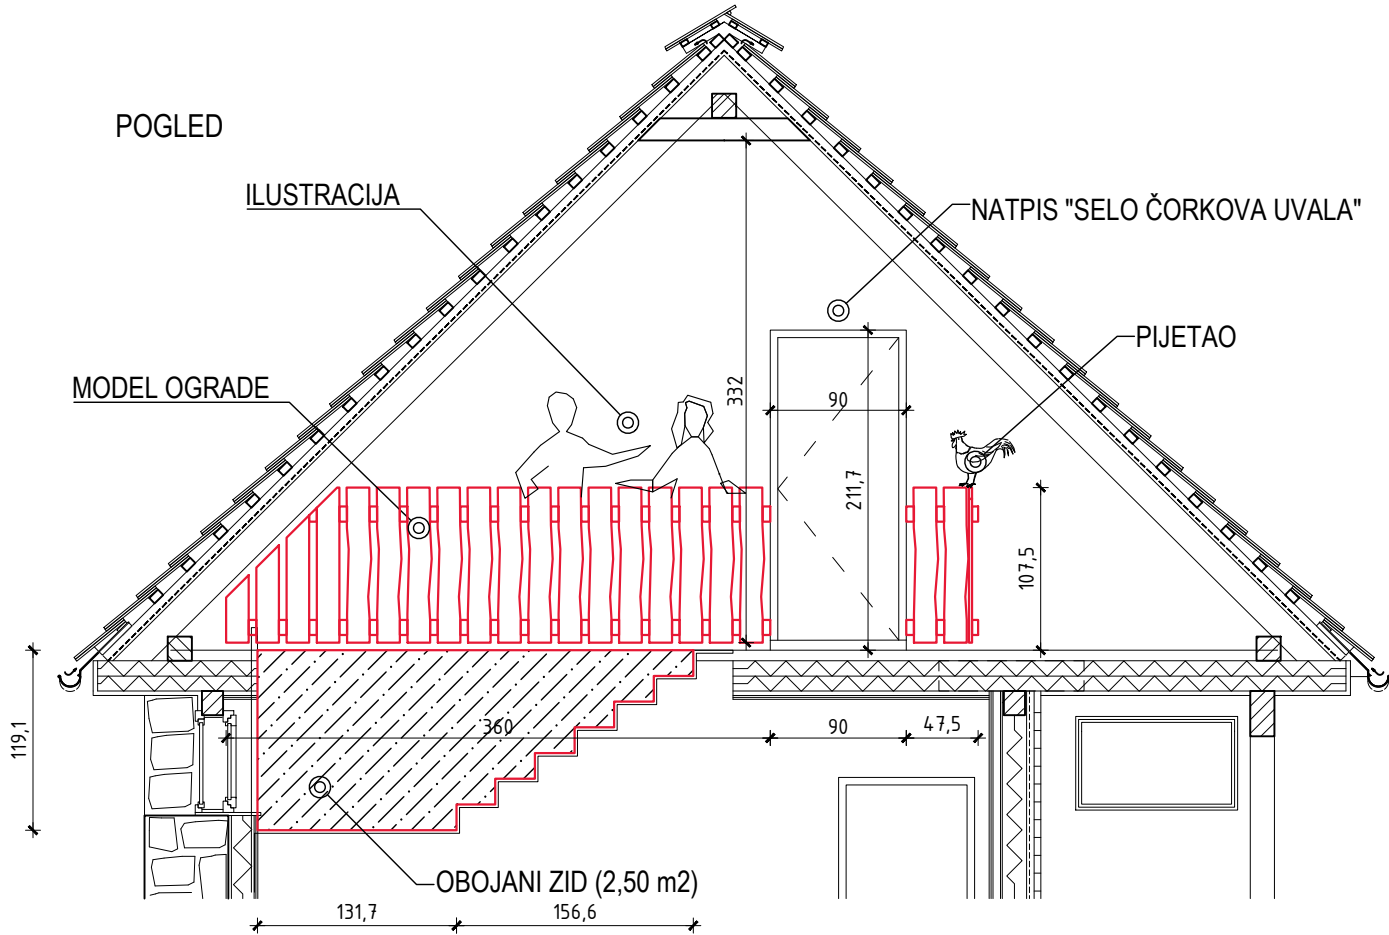 POGLED
ILUSTRACIJA
NATPIS "SELO ČORKOVA UVALA"
PIJETAO
MODEL OGRADE
332
90
211,7
107,5
119,1
360
90
47,5
OBOJANI ZID (2,50 m2)
131,7
156,6